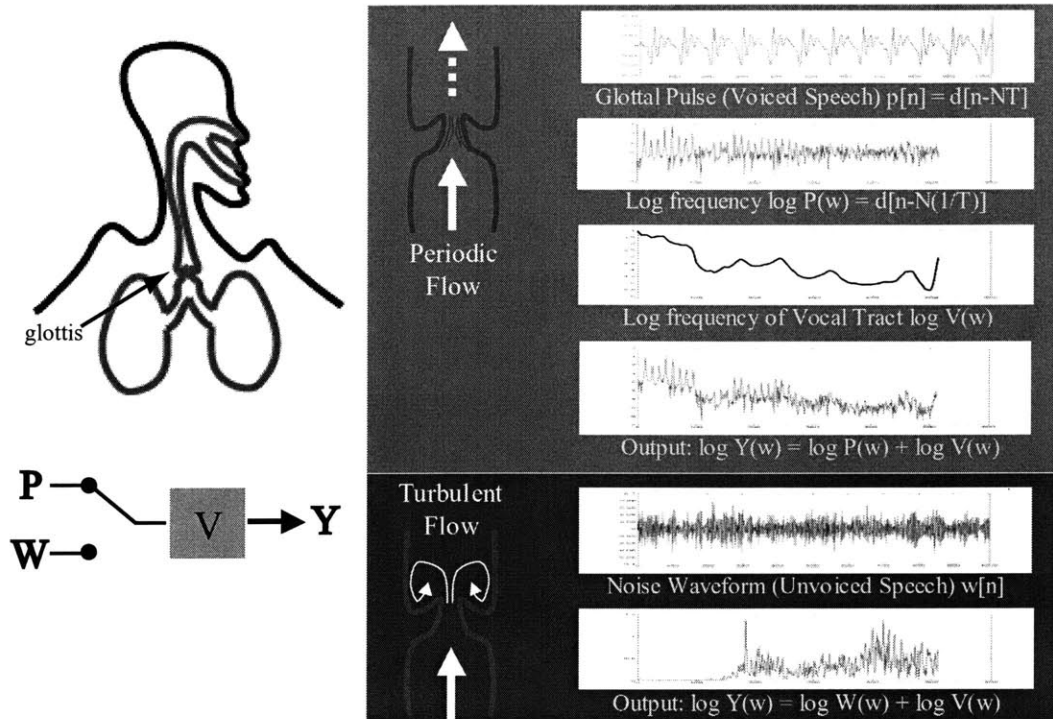 glottis
P
W
V
Y
Periodic
Flow
Glottal Pulse (Voiced Speech) p[n] = d[n-NT]
Log frequency log P(w) = d[n-N(1/T)]
Log frequency of Vocal Tract log V(w)
Output: log Y(w) = log P(w) + log V(w)
Turbulent
Flow
Noise Waveform (Unvoiced Speech) w[n]
Output: log Y(w) = log W(w) + log V(w)